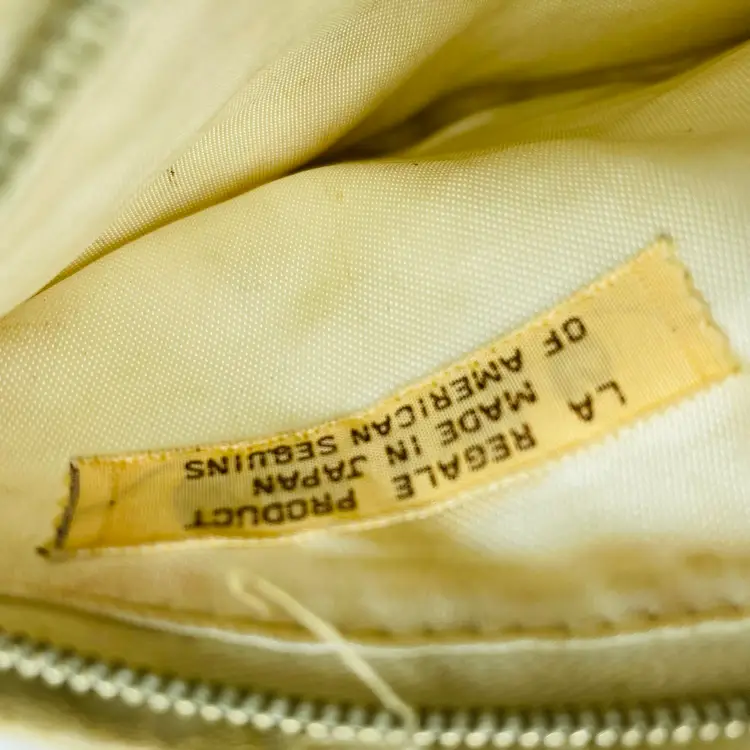 LA REGALE PRODUCT
MADE IN JAPAN
OF AMERICAN SEQUINS